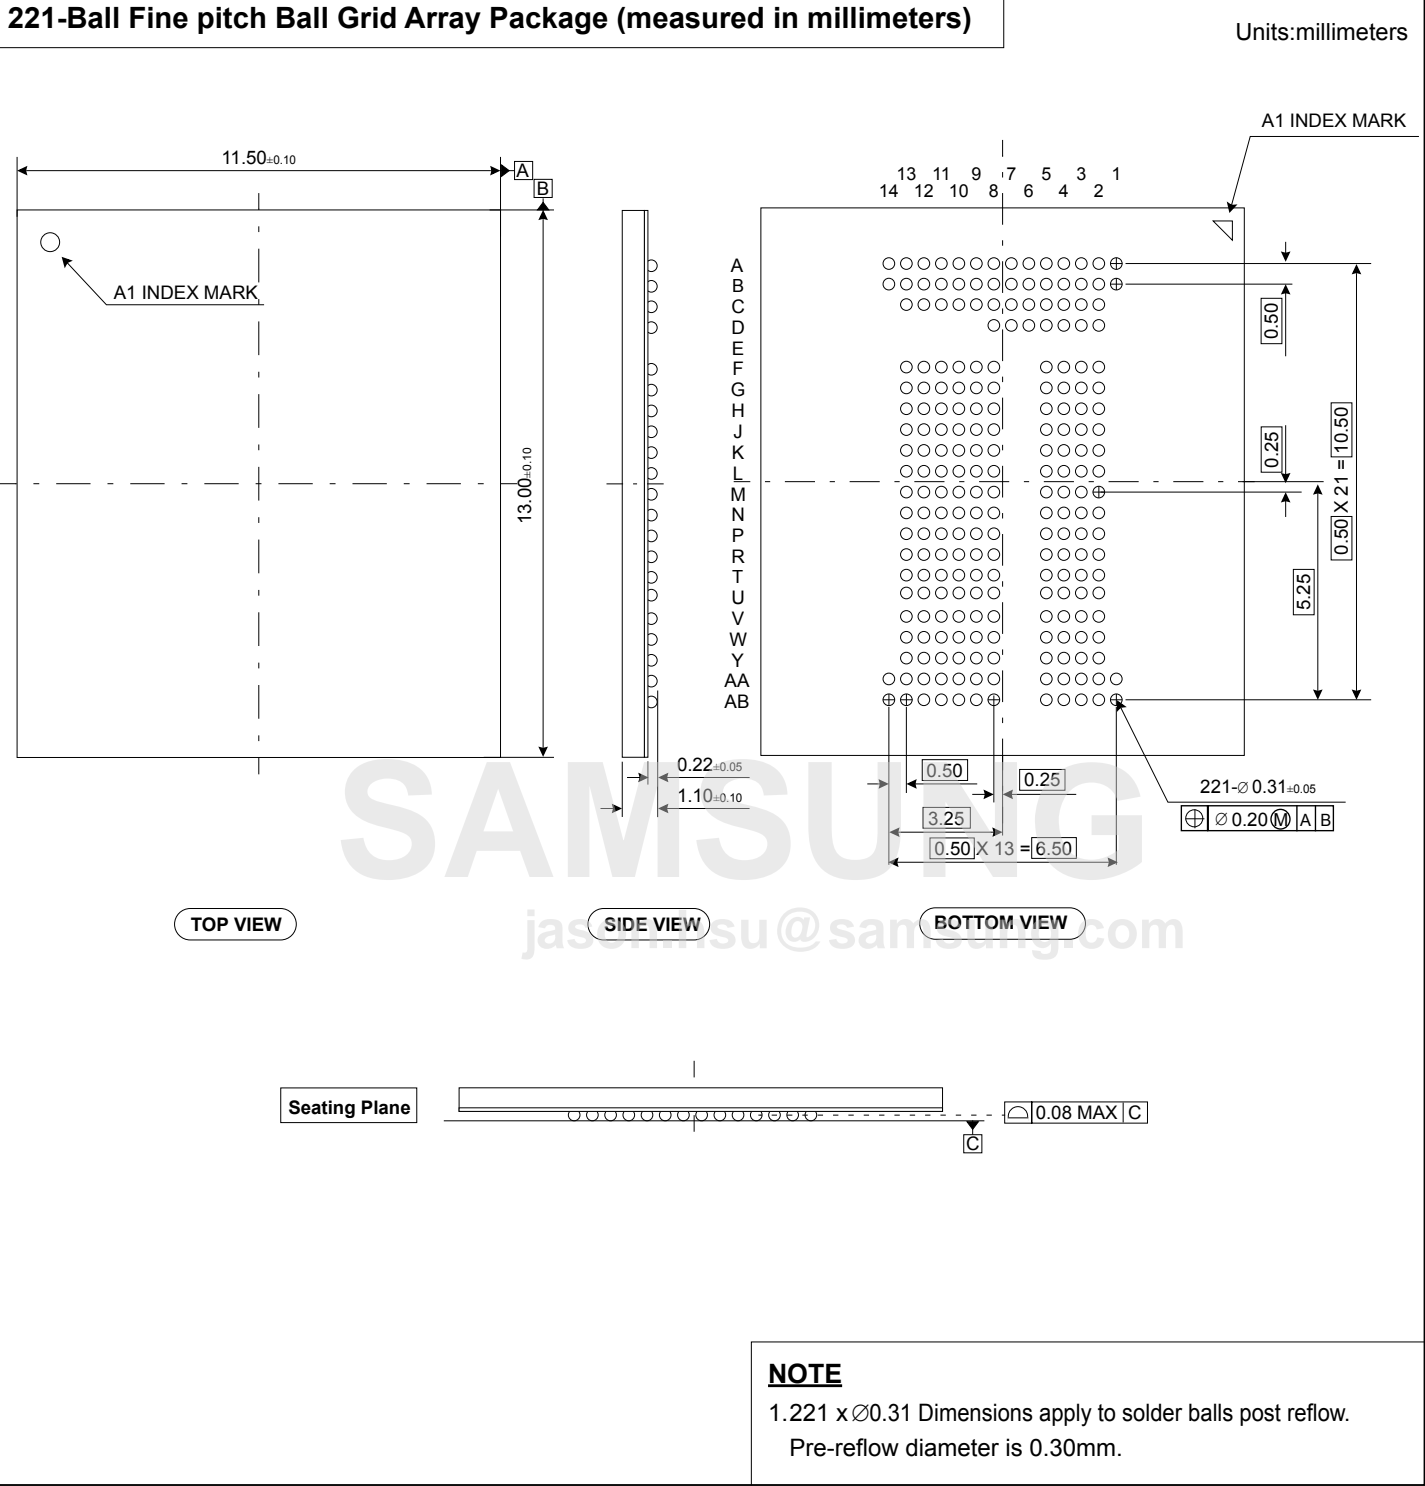 221-Ball Fine pitch Ball Grid Array Package (measured in millimeters)
Units:millimeters
A1 INDEX MARK
11.50±0.10
A
B
13 11 9 7 5 3 1
14 12 10 8 6 4 2
A1 INDEX MARK
A
B
C
D
E
F
G
H
J
K
L
M
N
P
R
T
U
V
W
Y
AA
AB
13.00±0.10
0.50
0.25
0.50 X 21 = 10.50
5.25
0.22±0.05
1.10±0.10
0.50
0.25
3.25
0.50 X 13 = 6.50
221-∅ 0.31±0.05
⌖ ∅ 0.20 Ⓜ A B
SAMSUNG
jason.hsu@samsung.com
TOP VIEW
SIDE VIEW
BOTTOM VIEW
Seating Plane
0.08 MAX C
C
NOTE
1.221 x ∅0.31 Dimensions apply to solder balls post reflow.
Pre-reflow diameter is 0.30mm.